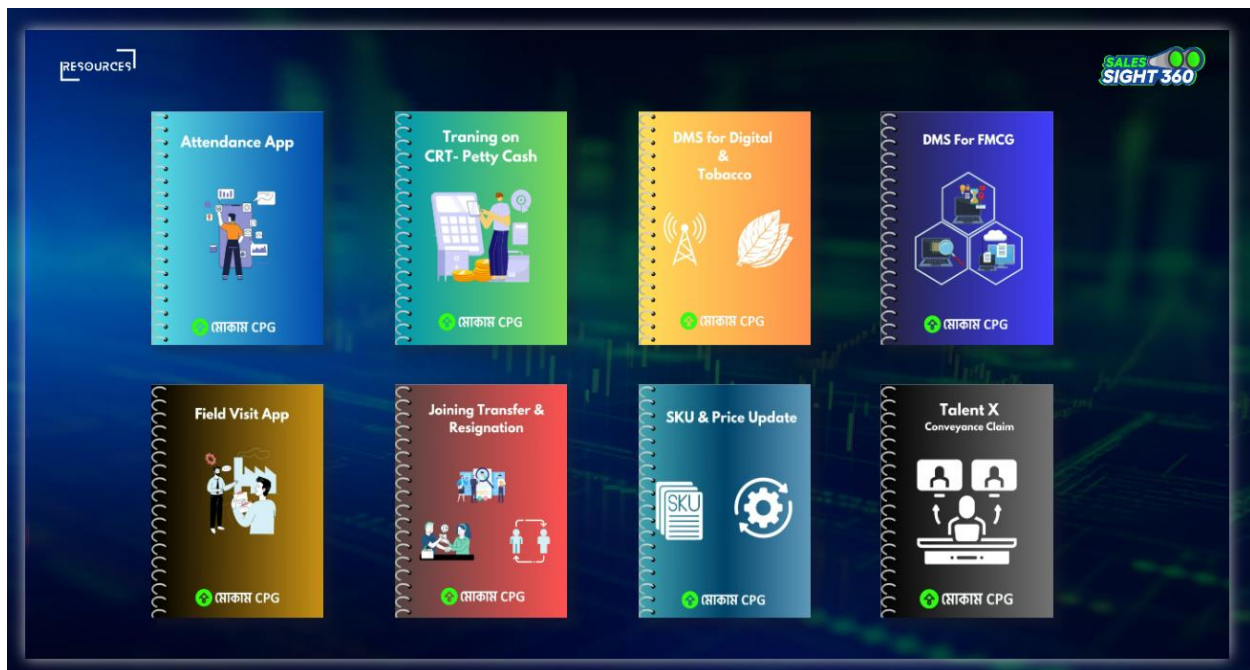 RESOURCES
SALES
SIGHT 360
Attendance App
মোকাম CPG
Traning on
CRT- Petty Cash
মোকাম CPG
DMS for Digital
&
Tobacco
মোকাম CPG
DMS For FMCG
মোকাম CPG
Field Visit App
মোকাম CPG
Joining Transfer &
Resignation
মোকাম CPG
SKU & Price Update
SKU
মোকাম CPG
Talent X
Conveyance Claim
মোকাম CPG